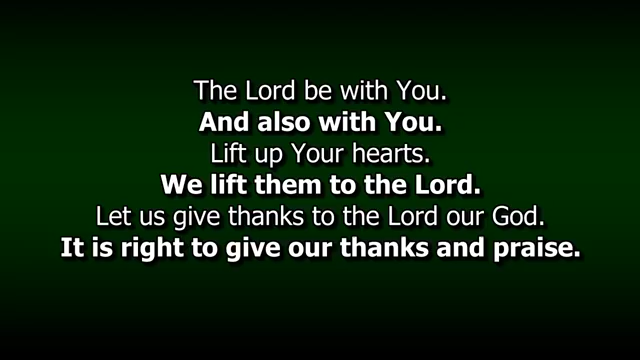 The Lord be with You.
And also with You.
Lift up Your hearts.
We lift them to the Lord.
Let us give thanks to the Lord our God.
It is right to give our thanks and praise.